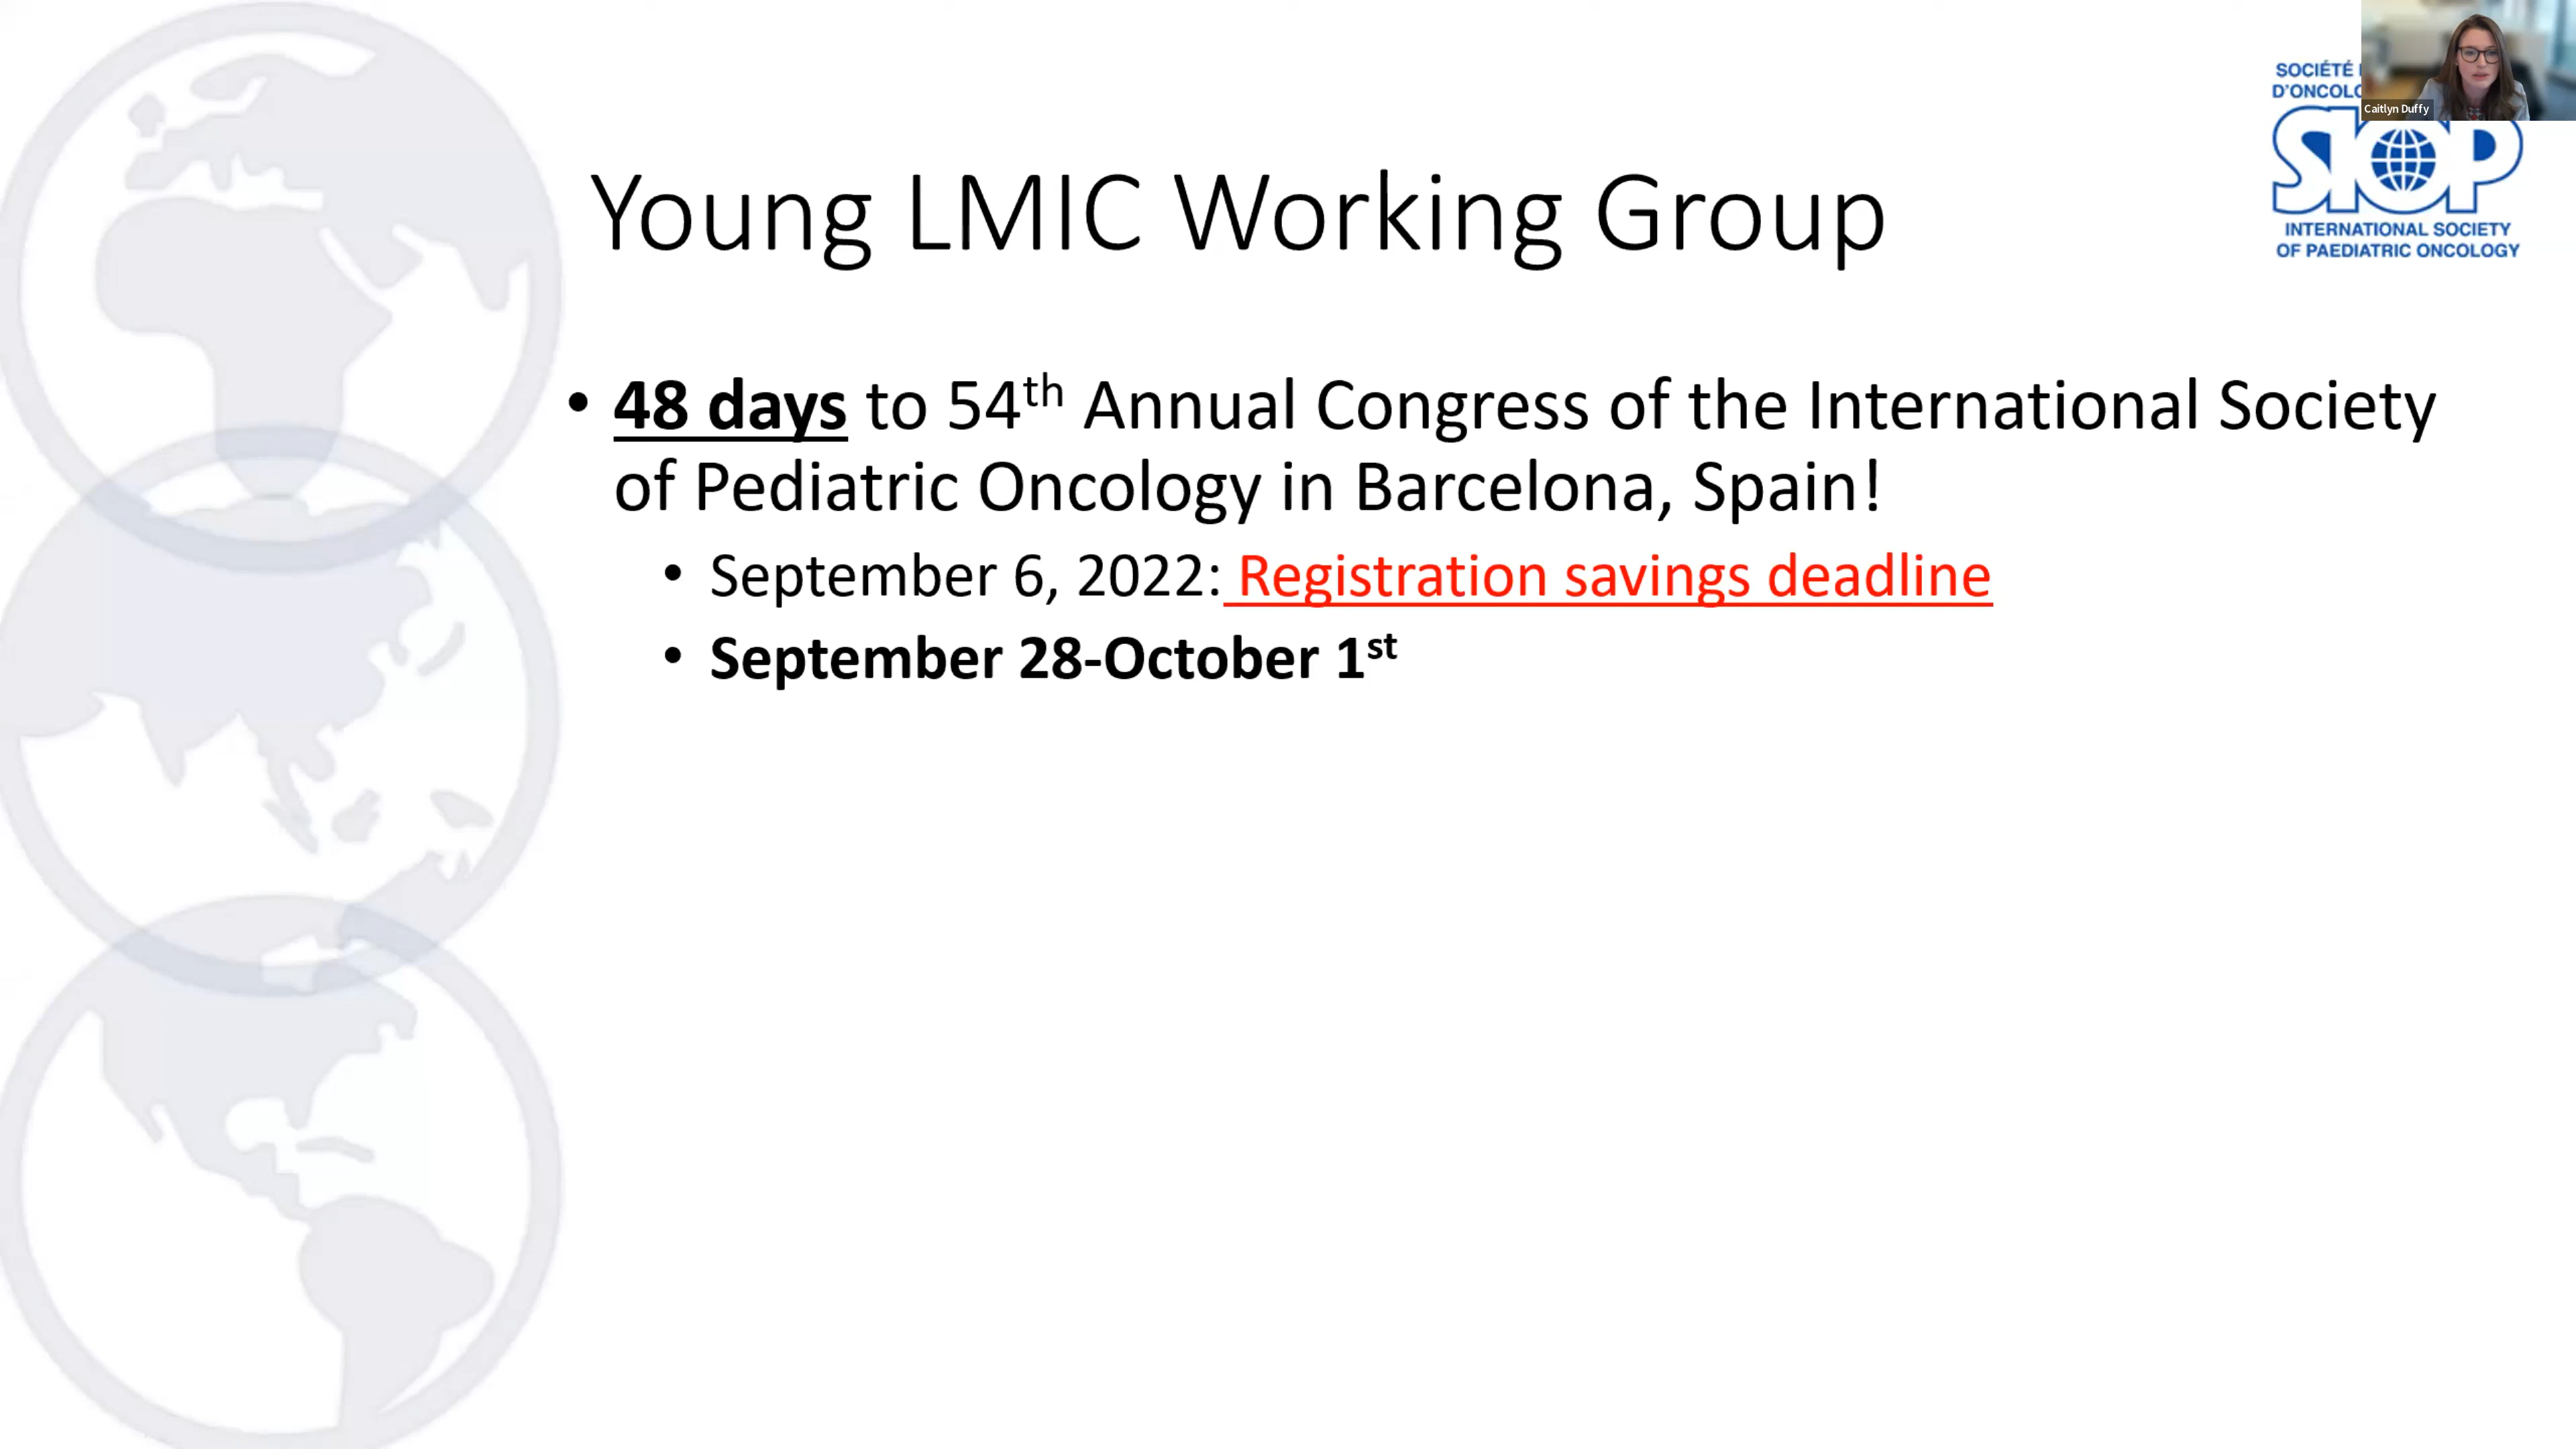 SOCIÉTÉ
Caitlyn Duffy
SIOP
INTERNATIONAL SOCIETY
OF PAEDIATRIC ONCOLOGY
Young LMIC Working Group
• 48 days to 54th Annual Congress of the International Society
of Pediatric Oncology in Barcelona, Spain!
• September 6, 2022: Registration savings deadline
• September 28-October 1st